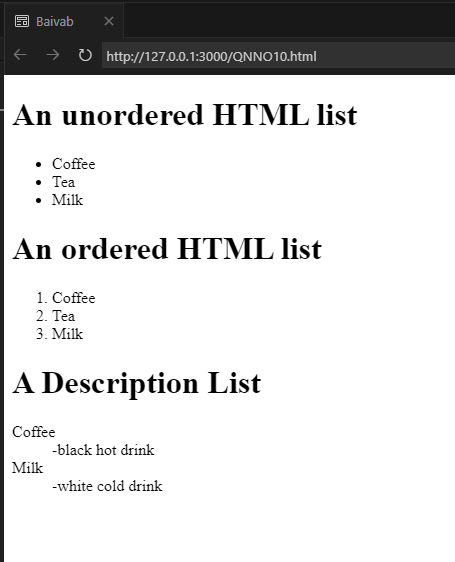 Baivab
http://127.0.0.1:3000/QNNO10.html
An unordered HTML list
• Coffee
• Tea
• Milk
An ordered HTML list
1. Coffee
2. Tea
3. Milk
A Description List
Coffee
-black hot drink
Milk
-white cold drink